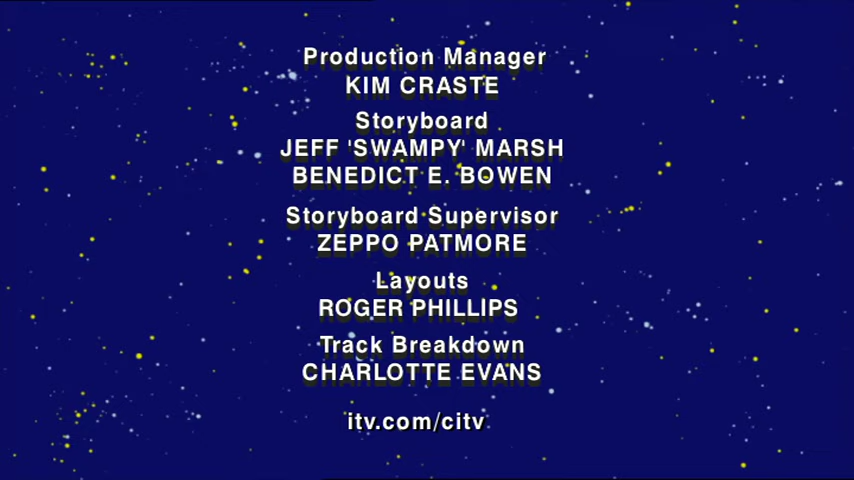 Production Manager
KIM CRASTE
Storyboard
JEFF 'SWAMPY' MARSH
BENEDICT E. BOWEN
Storyboard Supervisor
ZEPPO PATMORE
Layouts
ROGER PHILLIPS
Track Breakdown
CHARLOTTE EVANS
itv.com/citv